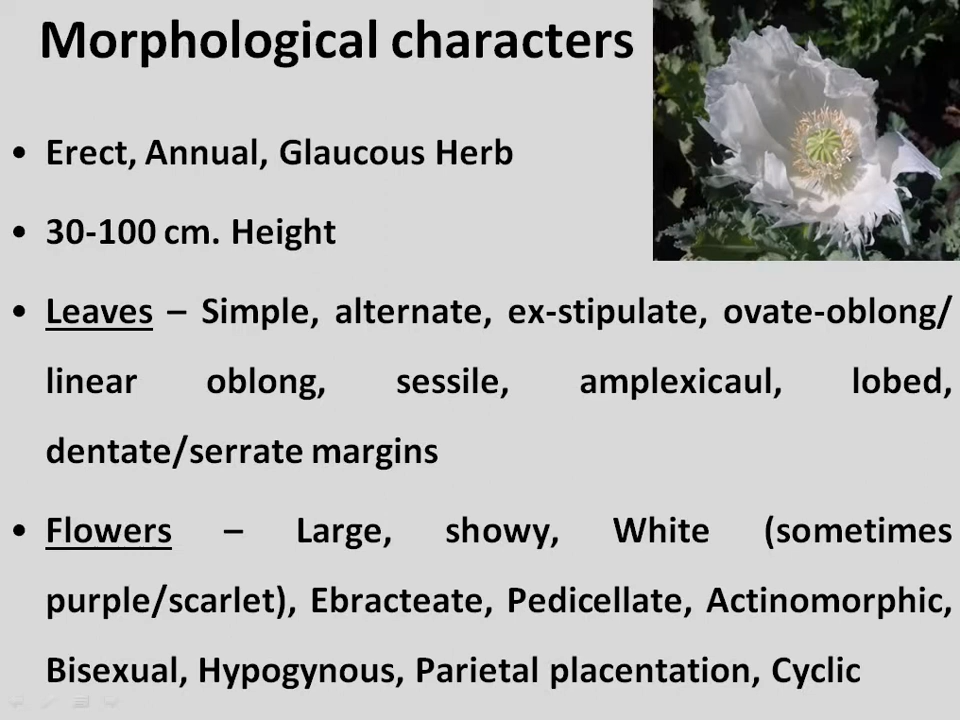 Morphological characters
• Erect, Annual, Glaucous Herb
• 30-100 cm. Height
• Leaves – Simple, alternate, ex-stipulate, ovate-oblong/
linear oblong, sessile, amplexicaul, lobed,
dentate/serrate margins
• Flowers – Large, showy, White (sometimes
purple/scarlet), Ebracteate, Pedicellate, Actinomorphic,
Bisexual, Hypogynous, Parietal placentation, Cyclic